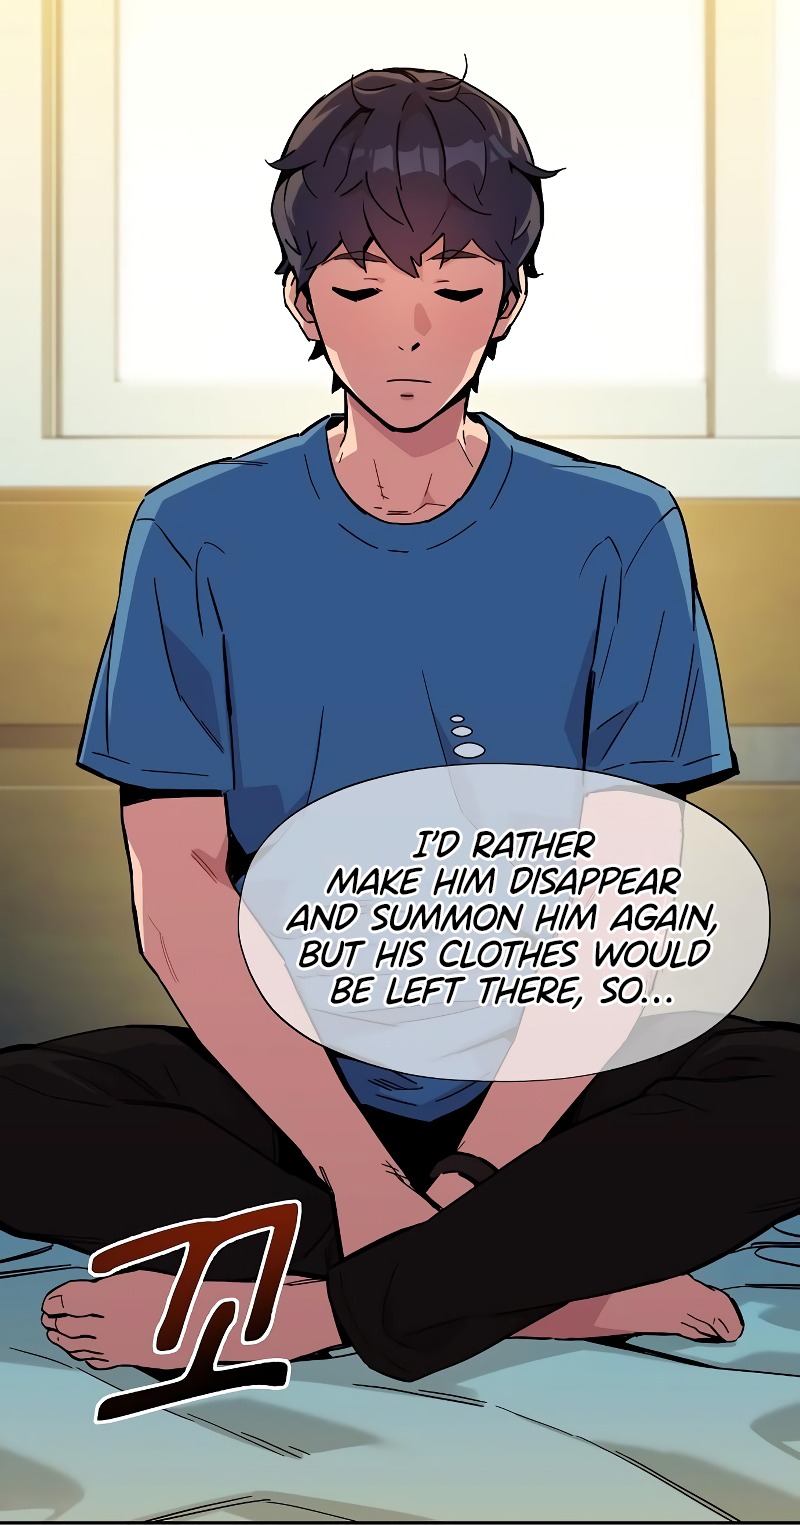 I'D RATHER
MAKE HIM DISAPPEAR
AND SUMMON HIM AGAIN,
BUT HIS CLOTHES WOULD
BE LEFT THERE, SO...
꼬